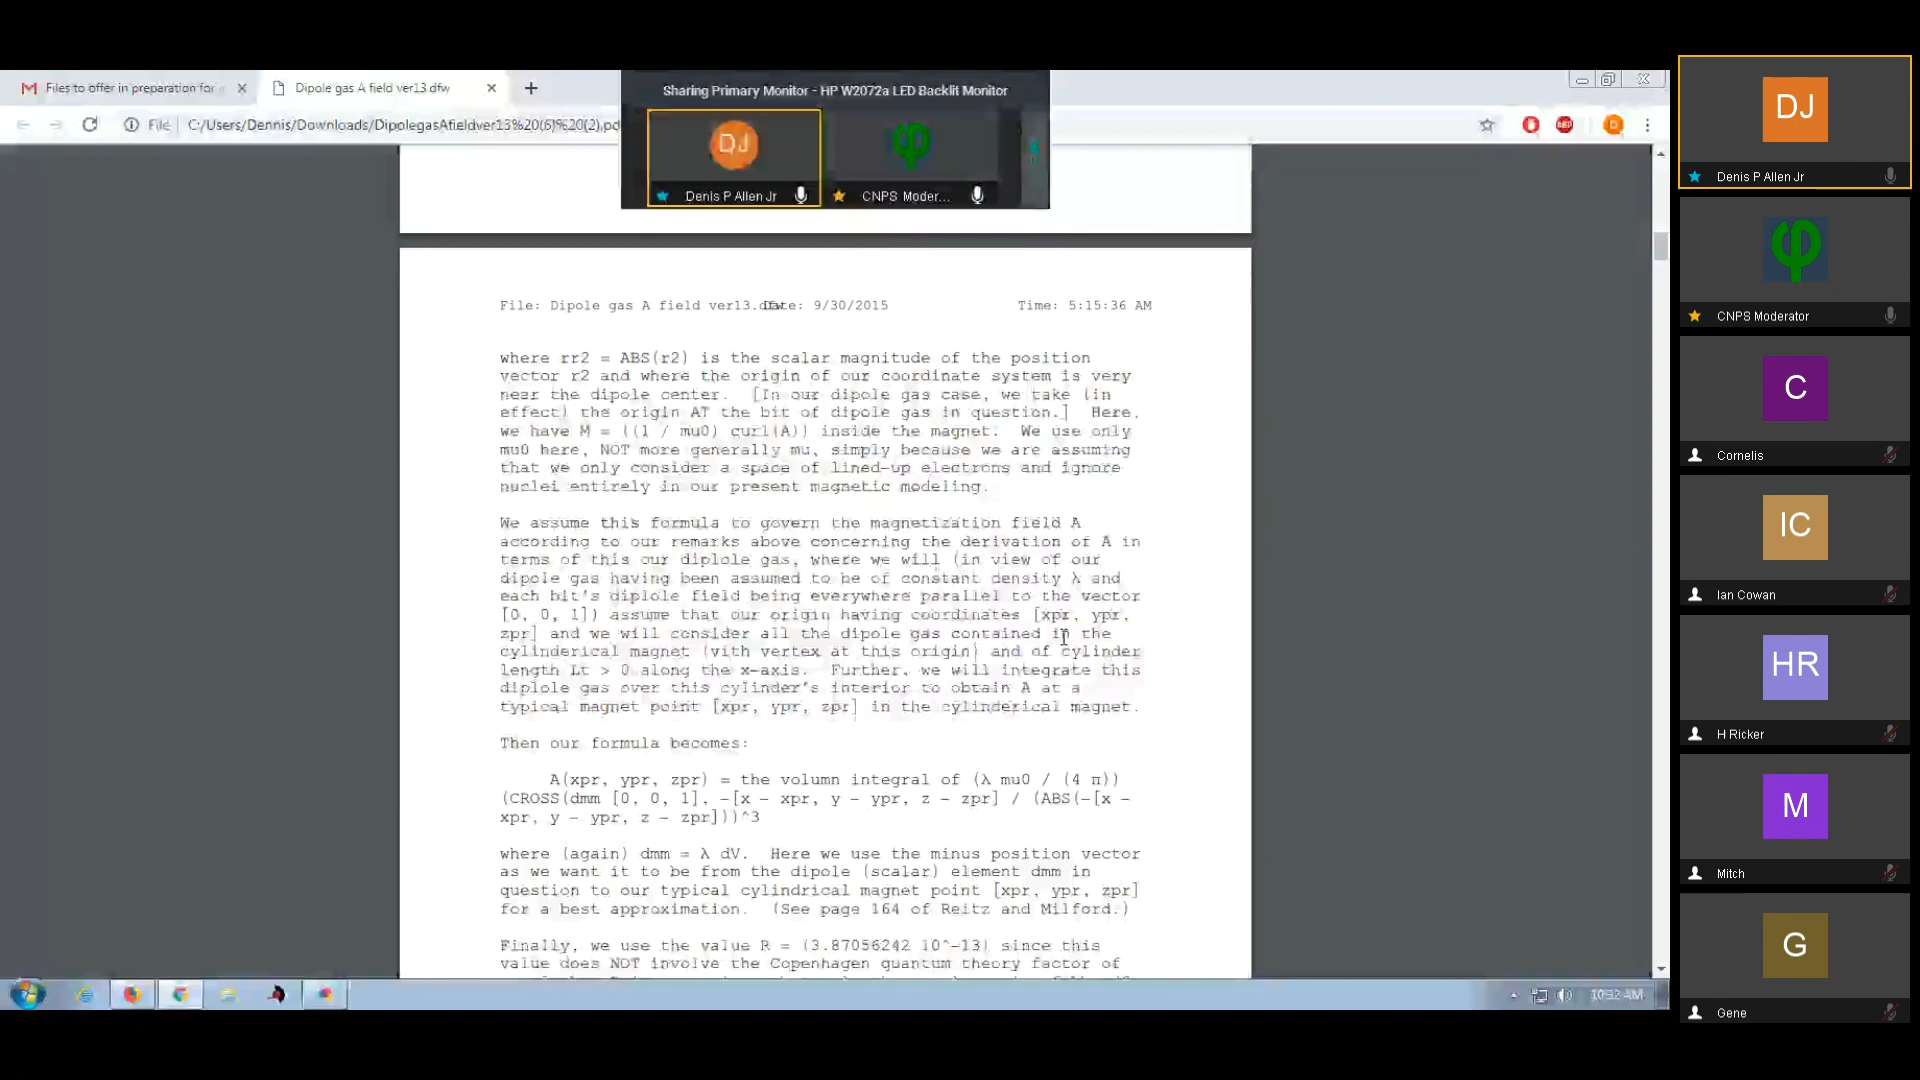 Files to offer in preparation for
Dipole gas A field ver13.dfw
File C:/Users/Dennis/Downloads/DipolegasAfieldver13%20(6)%20(2).pd
Sharing Primary Monitor - HP W2072a LED Backlit Monitor
DJ
Denis P Allen Jr
CNPS Moder...
File: Dipole gas A field ver13.dfw Date: 9/30/2015 Time: 5:15:36 AM
where rr2 = ABS(r2) is the scalar magnitude of the position
vector r2 and where the origin of our coordinate system is very
near the dipole center. [In our dipole gas case, we take (in
effect) the origin AT the bit of dipole gas in question.] Here,
we have M = ((1 / mu0) curl(A)) inside the magnet. We use only
mu0 here, NOT more generally mu, simply because we are assuming
that we only consider a space of lined-up electrons and ignore
nuclei entirely in our present magnetic modeling.
We assume this formula to govern the magnetization field A
according to our remarks above concerning the derivation of A in
terms of this our diplole gas, where we will (in view of our
dipole gas having been assumed to be of constant density λ and
each bit's diplole field being everywhere parallel to the vector
[0, 0, 1]) assume that our origin having coordinates [xpr, ypr,
zpr] and we will consider all the dipole gas contained in the
cylinderical magnet (vith vertex at this origin) and of cylinder
length Lt > 0 along the x-axis. Further, we will integrate this
diplole gas over this cylinder's interior to obtain A at a
typical magnet point [xpr, ypr, zpr] in the cylinderical magnet.
Then our formula becomes:
A(xpr, ypr, zpr) = the volumn integral of (λ mu0 / (4 π))
(CROSS(dmm [0, 0, 1], -[x - xpr, y - ypr, z - zpr] / (ABS(-[x -
xpr, y - ypr, z - zpr]))^3
where (again) dmm = λ dV. Here we use the minus position vector
as we want it to be from the dipole (scalar) element dmm in
question to our typical cylindrical magnet point [xpr, ypr, zpr]
for a best approximation. (See page 164 of Reitz and Milford.)
Finally, we use the value R = (3.87056242 10^-13) since this
value does NOT involve the Copenhagen quantum theory factor of
10:32 AM
DJ
Denis P Allen Jr
CNPS Moderator
C
Cornelis
IC
Ian Cowan
HR
H Ricker
M
Mitch
G
Gene